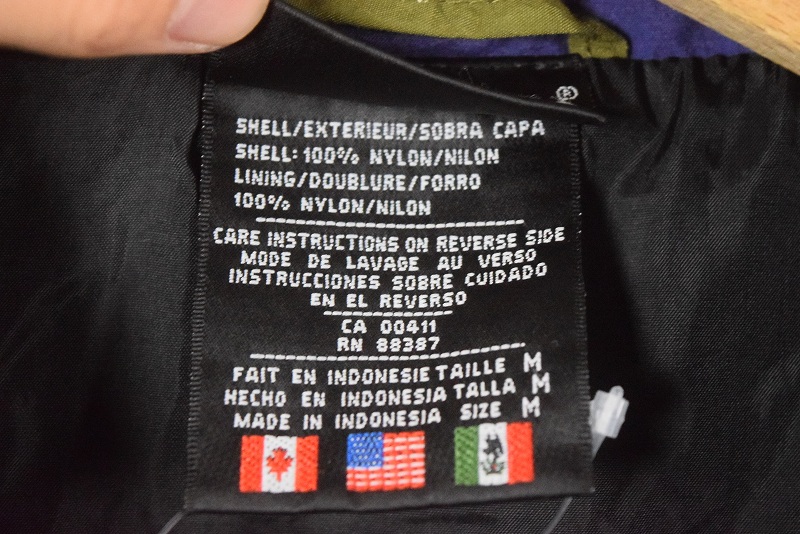 ®
SHELL/EXTERIEUR/SOBRA CAPA
SHELL: 100% NYLON/NILON
LINING/DOUBLURE/FORRO
100% NYLON/NILON
CARE INSTRUCTIONS ON REVERSE SIDE
MODE DE LAVAGE AU VERSO
INSTRUCCIONES SOBRE CUIDADO
EN EL REVERSO
CA 00411
RN 88387
FAIT EN INDONESIE TAILLE M
HECHO EN INDONESIA TALLA M
MADE IN INDONESIA SIZE M